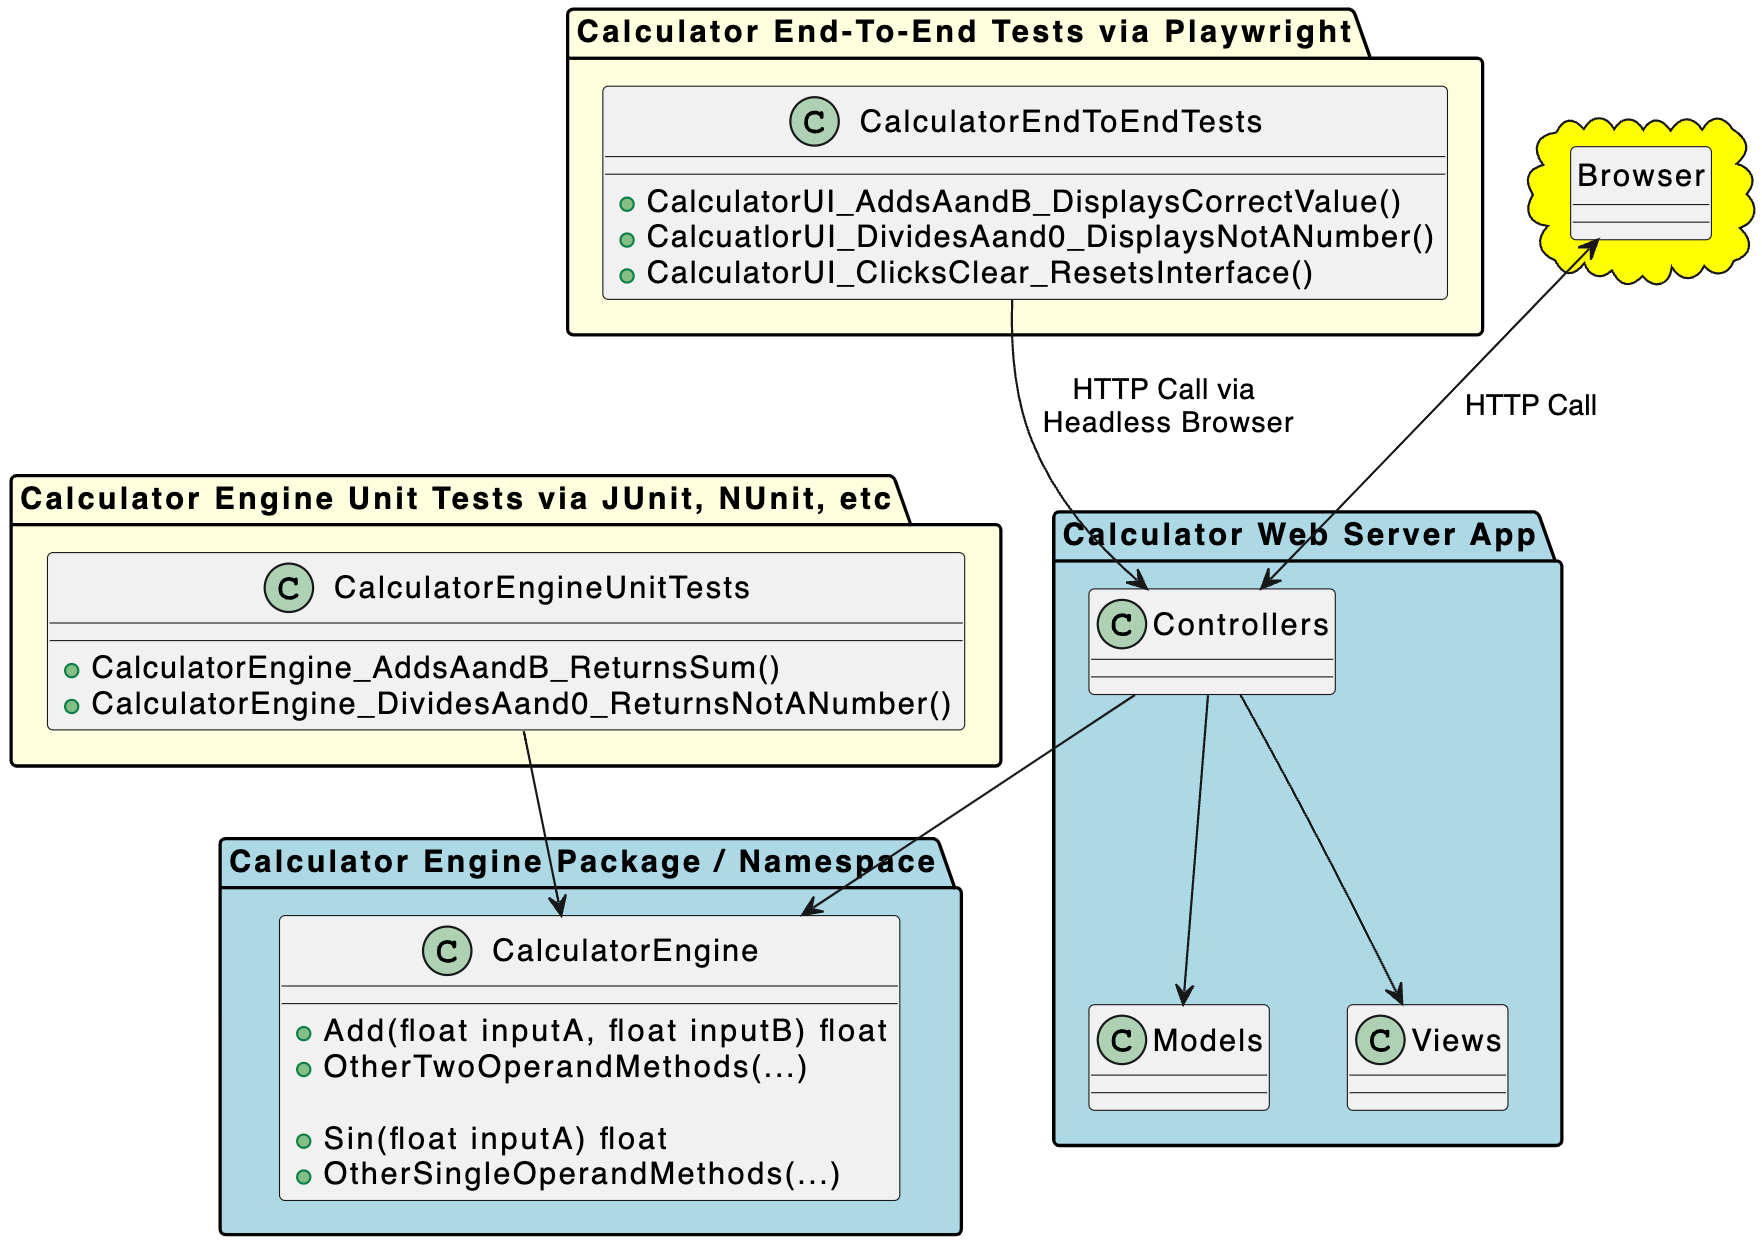 Calculator End-To-End Tests via Playwright
C CalculatorEndToEndTests
CalculatorUI_AddsAandB_DisplaysCorrectValue()
CalcuatlorUI_DividesAand0_DisplaysNotANumber()
CalculatorUI_ClicksClear_ResetsInterface()
Browser
HTTP Call via
Headless Browser
HTTP Call
Calculator Engine Unit Tests via JUnit, NUnit, etc
C CalculatorEngineUnitTests
CalculatorEngine_AddsAandB_ReturnsSum()
CalculatorEngine_DividesAand0_ReturnsNotANumber()
Calculator Web Server App
C Controllers
Calculator Engine Package / Namespace
C CalculatorEngine
Add(float inputA, float inputB) float
OtherTwoOperandMethods(...)
Sin(float inputA) float
OtherSingleOperandMethods(...)
C Models
C Views